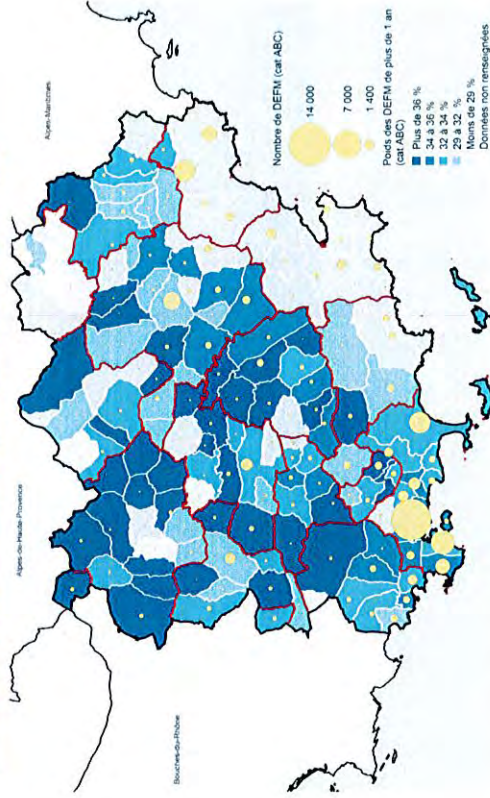 Alpes-de-Haute-Provence
Alpes-Maritimes
Bouches-du-Rhône
Nombre de DEFM (cat ABC)
14 000
7 000
1 400
Poids des DEFM de plus de 1 an
(cat ABC)
Plus de 36 %
34 à 36 %
32 à 34 %
29 à 32 %
Moins de 29 %
Données non renseignées